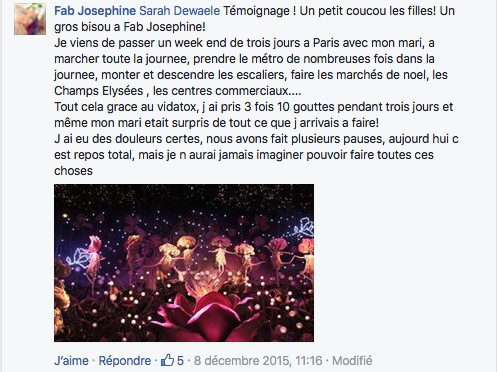 Fab Josephine Sarah Dewaele Témoignage ! Un petit coucou les filles! Un
gros bisou a Fab Josephine!
Je viens de passer un week end de trois jours a Paris avec mon mari, a
marcher toute la journee, prendre le métro de nombreuses fois dans la
journee, monter et descendre les escaliers, faire les marchés de noel, les
Champs Elysées , les centres commerciaux....
Tout cela grace au vidatox, j ai pris 3 fois 10 gouttes pendant trois jours et
même mon mari etait surpris de tout ce que j arrivais a faire!
J ai eu des douleurs certes, nous avons fait plusieurs pauses, aujourd hui c
est repos total, mais je n aurai jamais imaginer pouvoir faire toutes ces
choses
J'aime · Répondre · 5 · 8 décembre 2015, 11:16 · Modifié